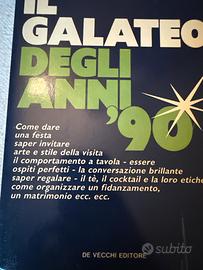 IL
GALATEO
DEGLI
ANNI
'90
Come dare
una festa
saper invitare
arte e stile della visita
il comportamento a tavola - essere
ospiti perfetti - la conversazione brillante
saper regalare - il tè, il cocktail e la loro etiche
come organizzare un fidanzamento,
un matrimonio ecc. ecc.
DE VECCHI EDITORE
subito